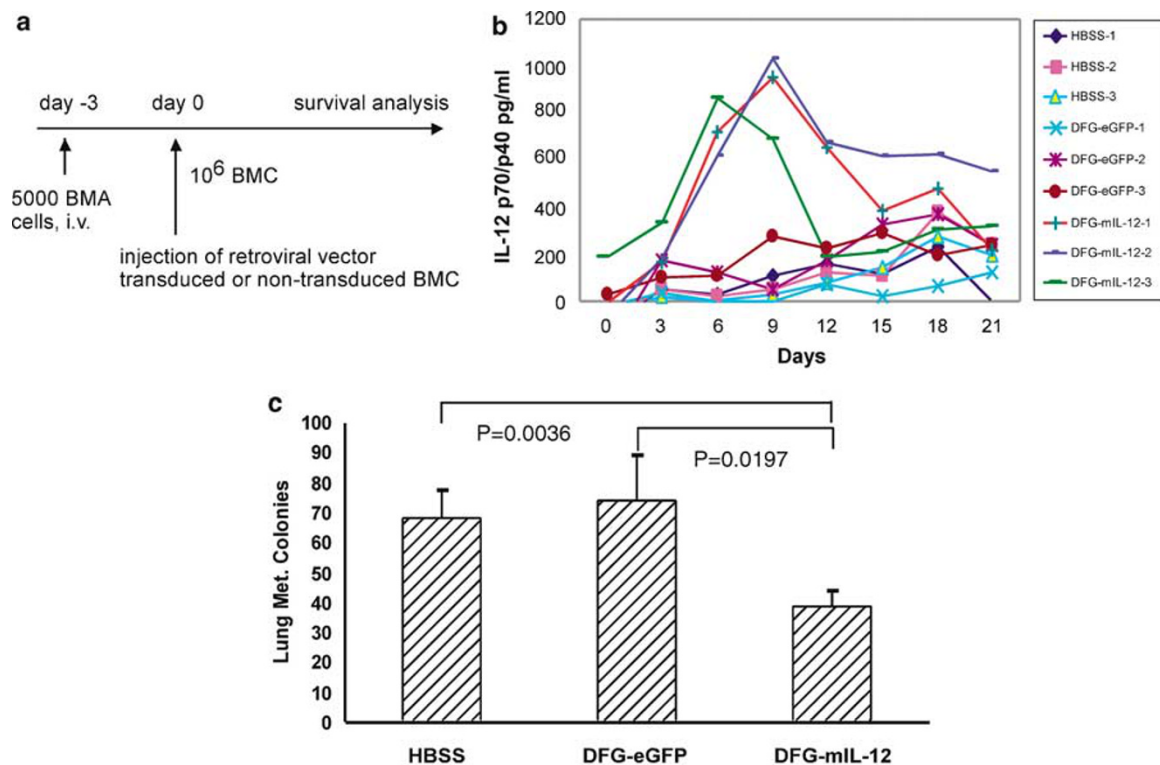 a
day -3
day 0
survival analysis
5000 BMA
cells, i.v.
10⁶ BMC
injection of retroviral vector
transduced or non-transduced BMC
b
IL-12 p70/p40 pg/ml
1200
1000
800
600
400
200
0
0 3 6 9 12 15 18 21
Days
HBSS-1
HBSS-2
HBSS-3
DFG-eGFP-1
DFG-eGFP-2
DFG-eGFP-3
DFG-mIL-12-1
DFG-mIL-12-2
DFG-mIL-12-3
c
Lung Met. Colonies
100
90
80
70
60
50
40
30
20
10
0
P=0.0036
P=0.0197
HBSS DFG-eGFP DFG-mIL-12